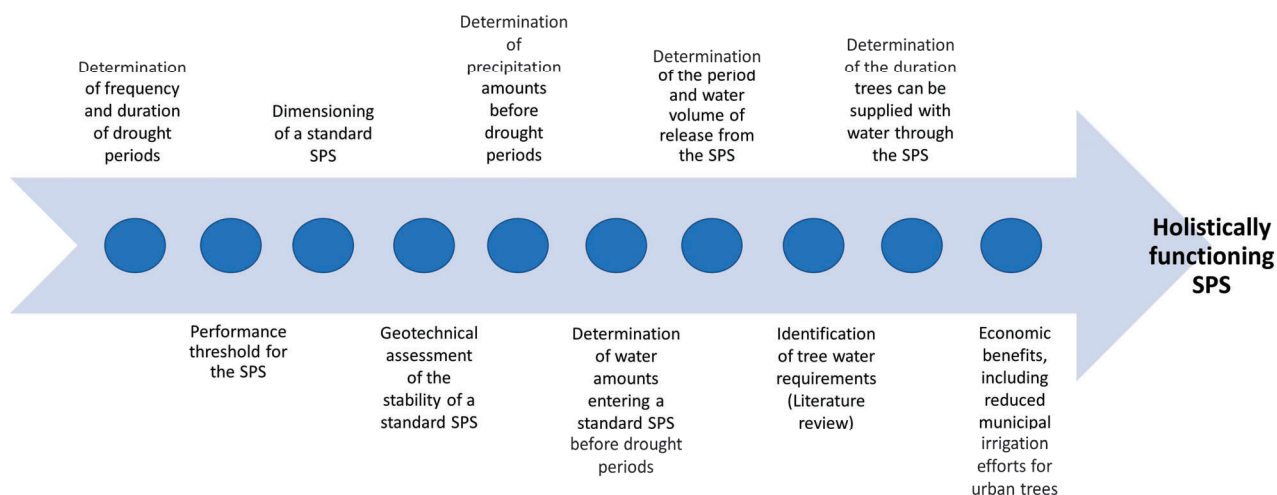 Determination
of frequency
and duration
of drought
periods
Performance
threshold for
the SPS
Dimensioning
of a standard
SPS
Geotechnical
assessment
of the
stability of a
standard SPS
Determination
of
precipitation
amounts
before
drought
periods
Determination
of water
amounts
entering a
standard SPS
before drought
periods
Determination
of the period
and water
volume of
release from
the SPS
Identification
of tree water
requirements
(Literature
review)
Determination
of the duration
trees can be
supplied with
water through
the SPS
Economic
benefits,
including
reduced
municipal
irrigation
efforts for
urban trees
Holistically
functioning
SPS